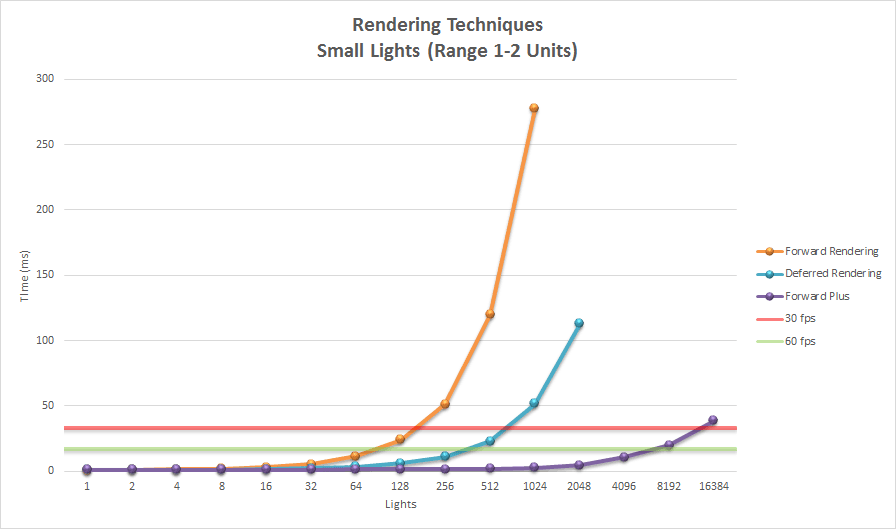 Rendering Techniques
Small Lights (Range 1-2 Units)
300
250
200
150
100
50
0
TIme (ms)
1 2 4 8 16 32 64 128 256 512 1024 2048 4096 8192 16384
Lights
Forward Rendering
Deferred Rendering
Forward Plus
30 fps
60 fps